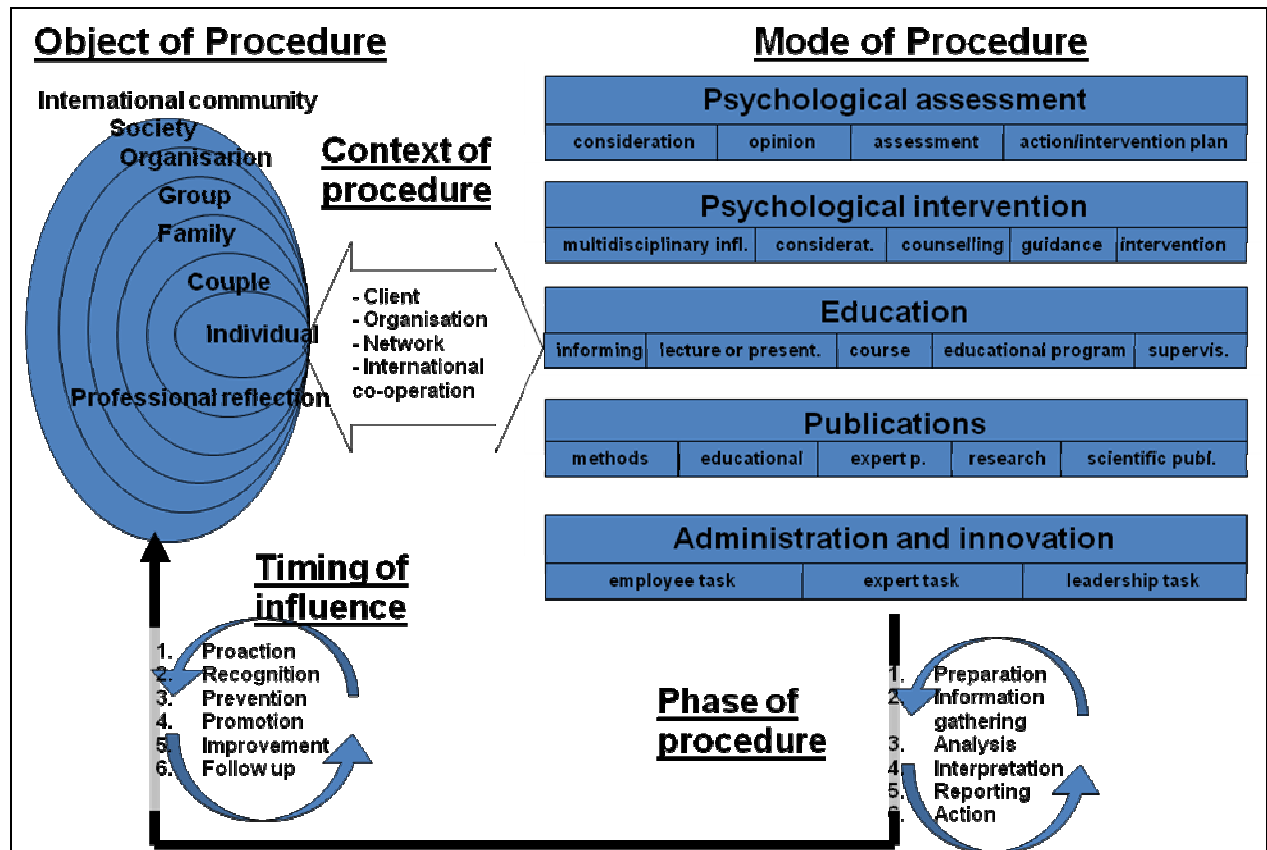 Object of Procedure
International community
Society
Organisarion
Group
Family
Couple
Individual
Professional reflection
Context of
procedure
- Client
- Organisation
- Network
- International
co-operation
Mode of Procedure
Psychological assessment
consideration opinion assessment action/intervention plan
Psychological intervention
multidisciplinary infl. considerat. counselling guidance intervention
Education
informing lecture or present. course educational program supervis.
Publications
methods educational expert p. research scientific publ.
Administration and innovation
employee task expert task leadership task
Timing of
influence
1. Proaction
2. Recognition
3. Prevention
4. Promotion
5. Improvement
6. Follow up
Phase of
procedure
1. Preparation
2. Information
gathering
3. Analysis
4. Interpretation
5. Reporting
Action